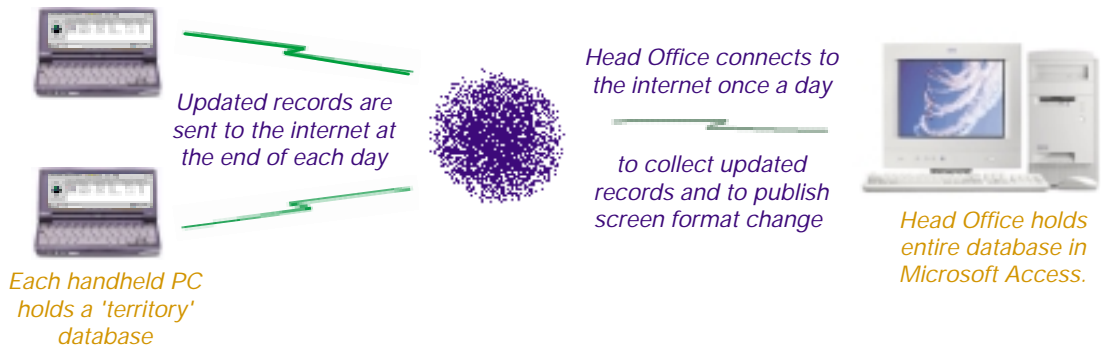 Updated records are
sent to the internet at
the end of each day
Each handheld PC
holds a 'territory'
database
Head Office connects to
the internet once a day
to collect updated
records and to publish
screen format change
Head Office holds
entire database in
Microsoft Access.